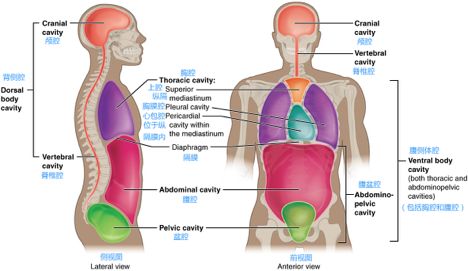 Cranial
cavity
颅腔
背侧腔
Dorsal
body
cavity
Vertebral
cavity
脊椎腔
胸腔
Thoracic cavity:
上腔
纵隔
Superior
mediastinum
胸膜腔
Pleural cavity
心包腔
位于纵
隔膜内
Pericardial
cavity within
the mediastinum
Diaphragm
隔膜
Abdominal cavity
腹腔
Pelvic cavity
盆腔
侧视图
Lateral view
Cranial
cavity
颅腔
Vertebral
cavity
脊椎腔
腹侧体腔
Ventral body
cavity
(both thoracic and
abdominopelvic
cavities)
（包括胸腔和腹腔）
腹盆腔
Abdomino-
pelvic
cavity
前视图
Anterior view